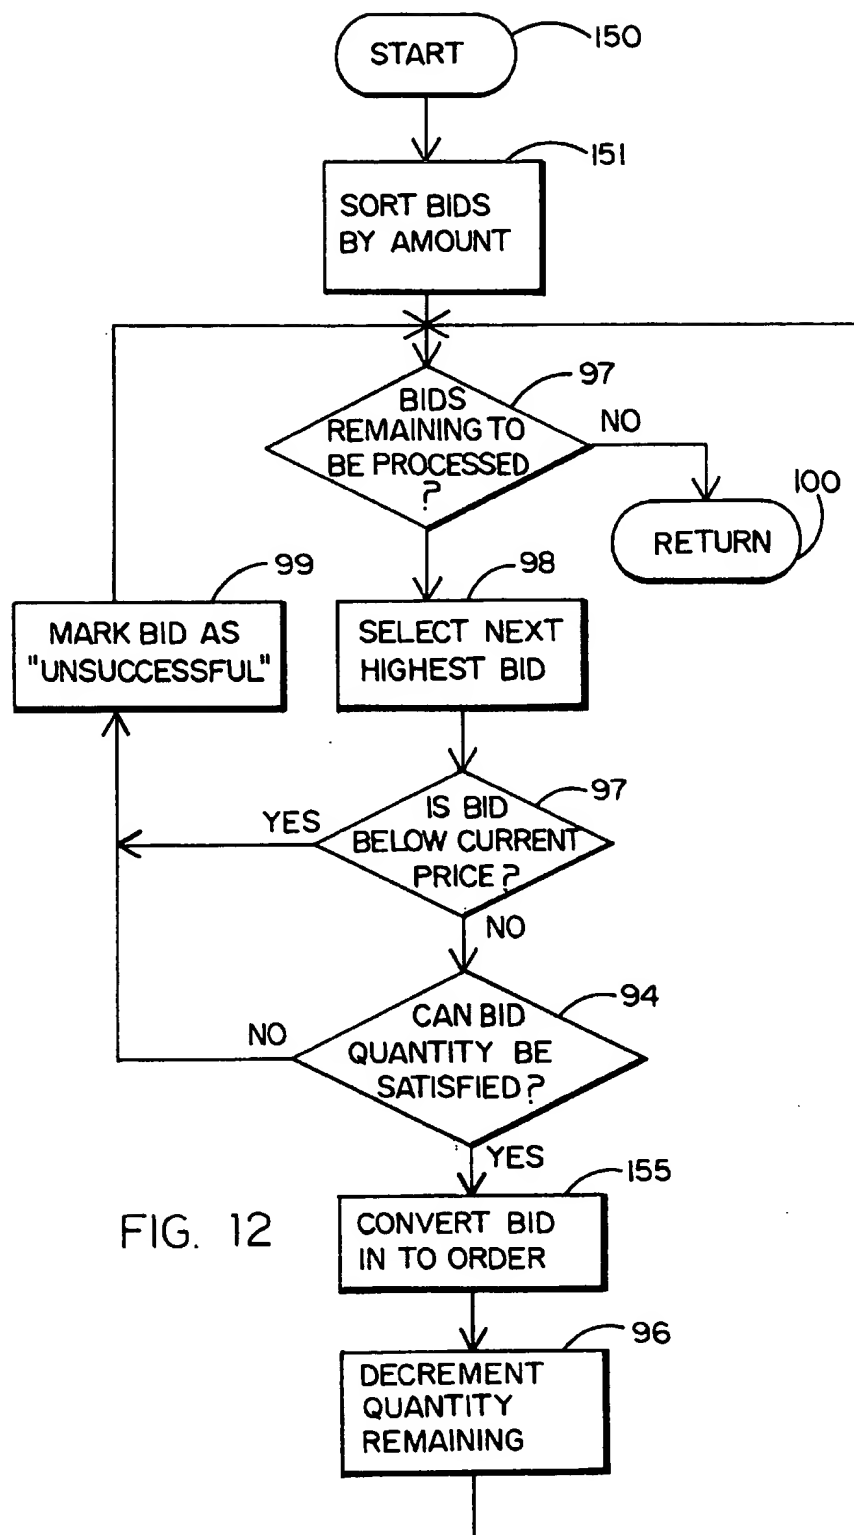 START
150
151
SORT BIDS
BY AMOUNT
97
BIDS
REMAINING TO
BE PROCESSED
?
NO
100
RETURN
99
MARK BID AS
"UNSUCCESSFUL"
98
SELECT NEXT
HIGHEST BID
97
IS BID
BELOW CURRENT
PRICE?
YES
NO
94
CAN BID
QUANTITY BE
SATISFIED?
NO
YES
155
CONVERT BID
IN TO ORDER
FIG. 12
96
DECREMENT
QUANTITY
REMAINING